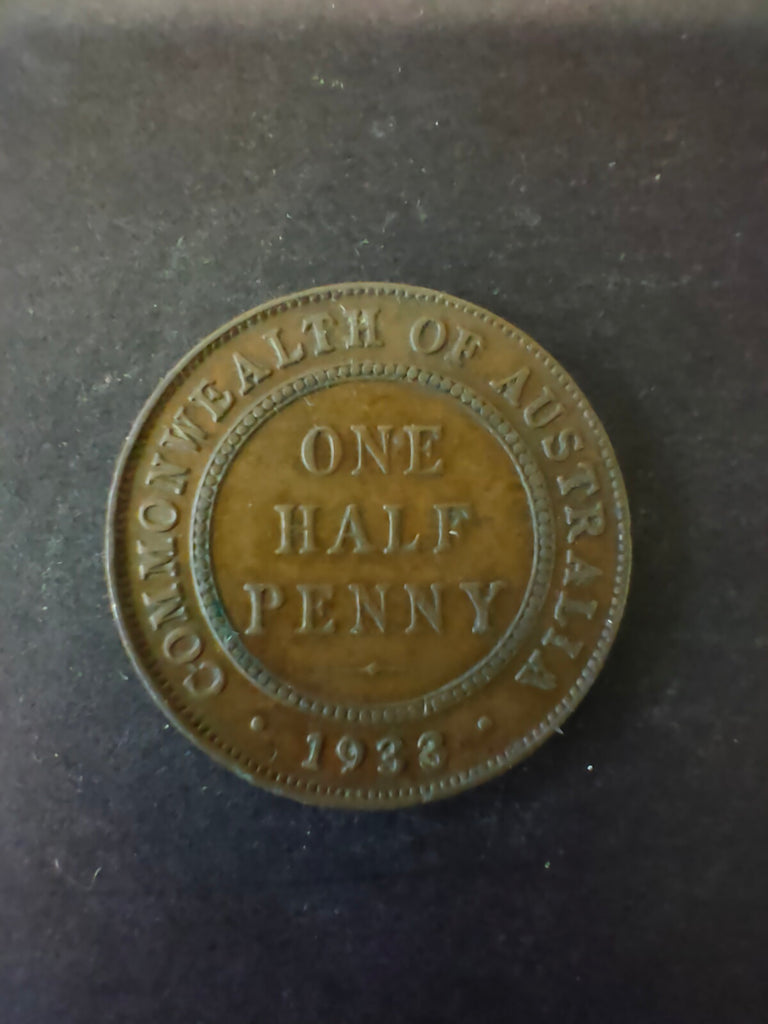 COMMONWEALTH OF AUSTRALIA
ONE
HALF
PENNY
1933